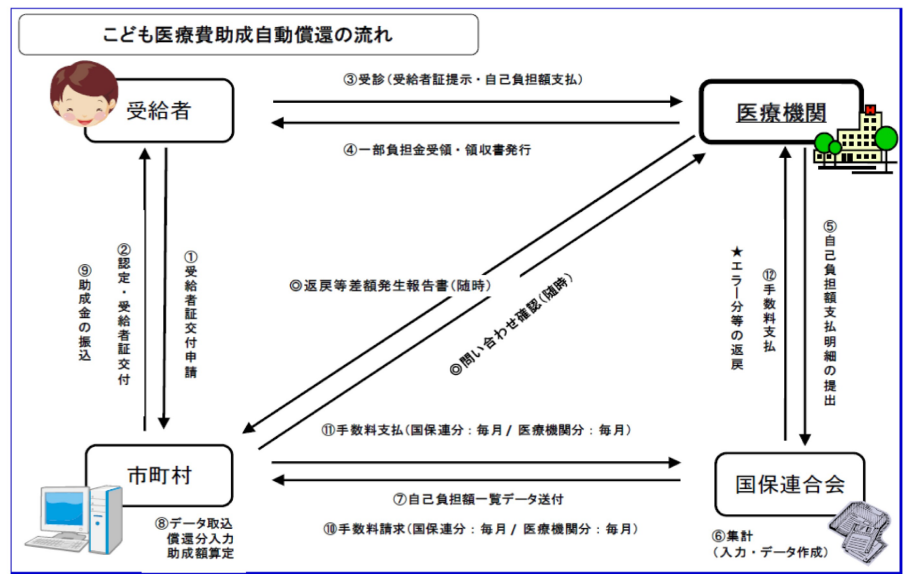 こども医療費助成自動償還の流れ
受給者
③受診(受給者証提示・自己負担額支払)
④一部負担金受領・領収書発行
医療機関
H
⑨助成金の振込
②認定・受給者証交付
①受給者証交付申請
◎返戻等差額発生報告書(随時)
◎問い合わせ確認(随時)
★エラー分等の返戻
⑫手数料支払
⑤自己負担額支払明細の提出
⑪手数料支払(国保連分：毎月 / 医療機関分：毎月)
市町村
⑦自己負担額一覧データ送付
⑩手数料請求(国保連分：毎月 / 医療機関分：毎月)
国保連合会
⑧データ取込
償還分入力
助成額算定
⑥集計
(入力・データ作成)